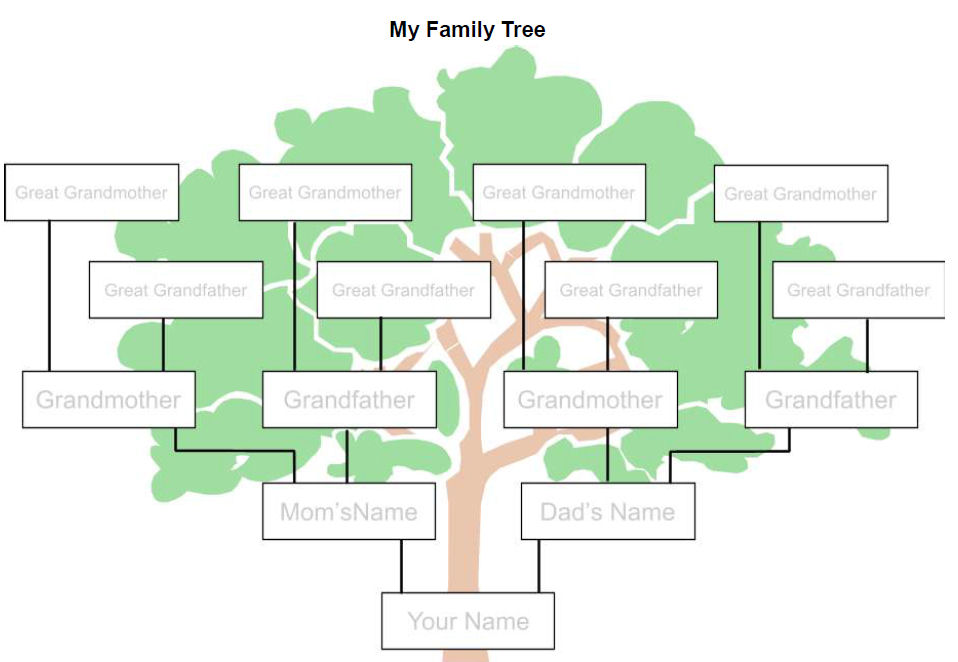 My Family Tree
Great Grandmother
Great Grandmother
Great Grandmother
Great Grandmother
Great Grandfather
Great Grandfather
Great Grandfather
Great Grandfather
Grandmother
Grandfather
Grandmother
Grandfather
Mom'sName
Dad's Name
Your Name